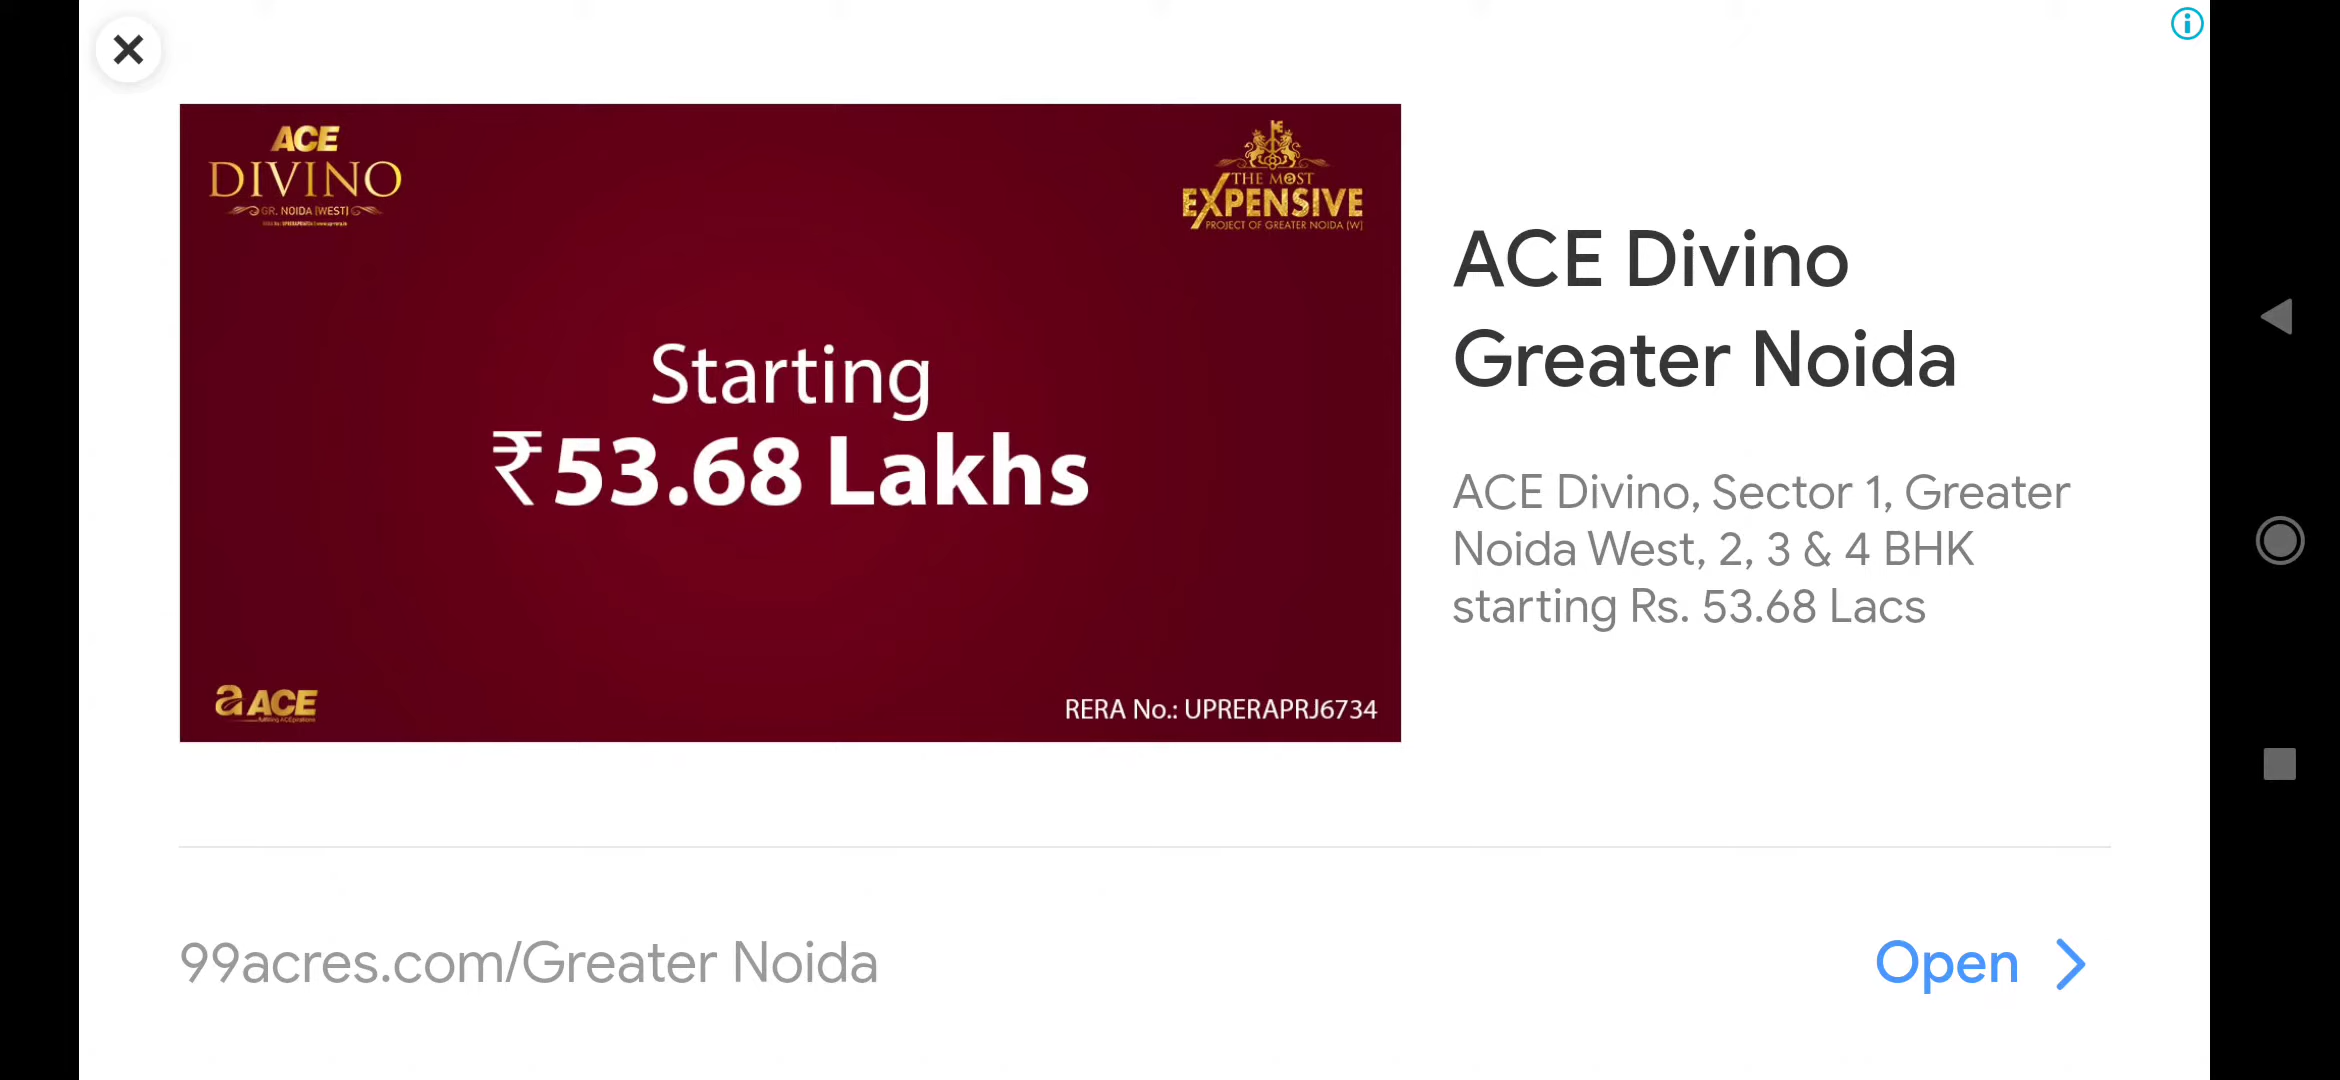 ACE
DIVINO
GR. NOIDA (WEST)
THE MOST
EXPENSIVE
PROJECT OF GREATER NOIDA (W)
Starting
₹53.68 Lakhs
a ACE
RERA No.: UPRERAPRJ6734
ACE Divino
Greater Noida
ACE Divino, Sector 1, Greater
Noida West, 2, 3 & 4 BHK
starting Rs. 53.68 Lacs
99acres.com/Greater Noida
Open